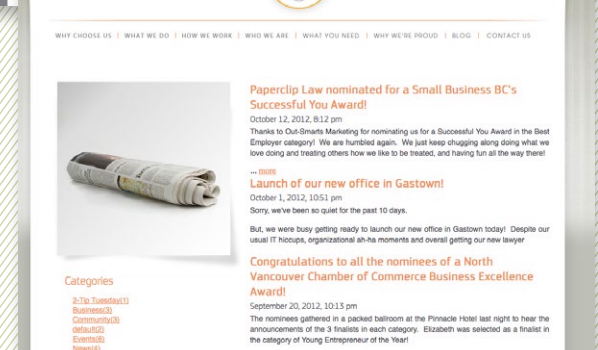 WHY CHOOSE US | WHAT WE DO | HOW WE WORK | WHO WE ARE | WHAT YOU NEED | WHY WE'RE PROUD | BLOG | CONTACT US
Paperclip Law nominated for a Small Business BC's
Successful You Award!
October 12, 2012, 8:12 pm
Thanks to Out-Smarts Marketing for nominating us for a Successful You Award in the Best
Employer category! We are humbled again. We just keep chugging along doing what we
love doing and treating others how we like to be treated, and having fun all the way there!
... more
Launch of our new office in Gastown!
October 1, 2012, 10:51 pm
Sorry, we've been so quiet for the past 10 days.
But, we were busy getting ready to launch our new office in Gastown today! Despite our
usual IT hiccups, organizational ah-ha moments and overall getting our new lawyer
Congratulations to all the nominees of a North
Vancouver Chamber of Commerce Business Excellence
Award!
September 20, 2012, 10:13 pm
The nominees gathered in a packed ballroom at the Pinnacle Hotel last night to hear the
announcements of the 3 finalists in each category. Elizabeth was selected as a finalist in
the category of Young Entrepreneur of the Year!
Categories
2-Tip Tuesday(1)
Business(3)
Community(3)
default(2)
Events(8)
News(4)